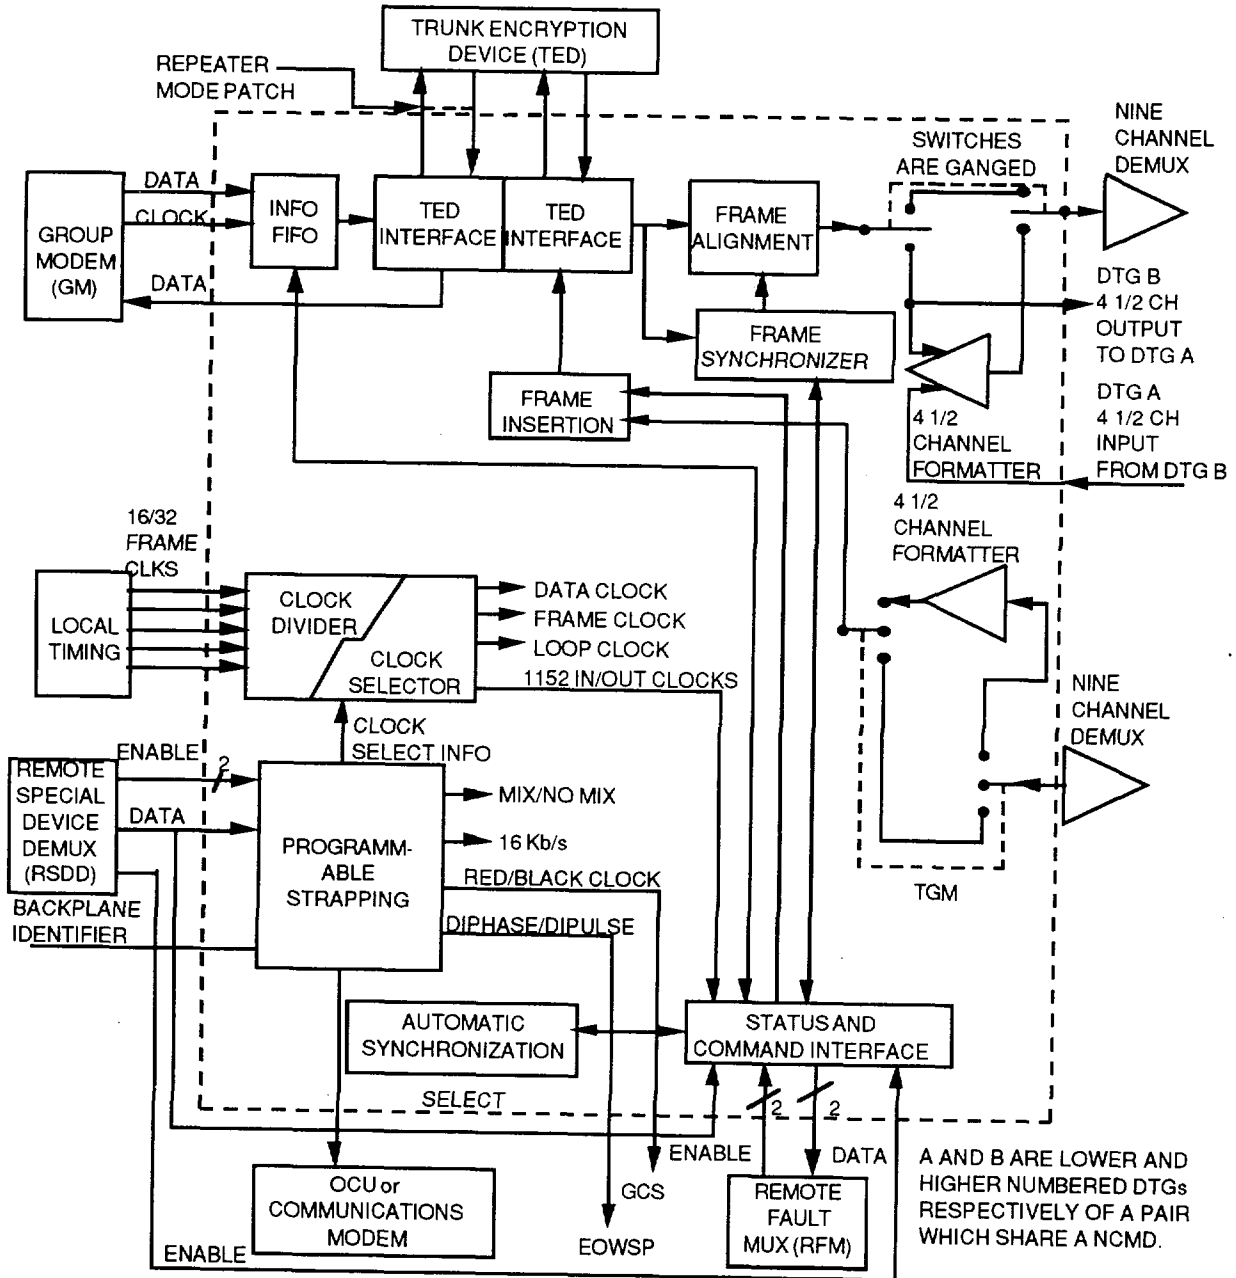 TRUNK ENCRYPTION
DEVICE (TED)
REPEATER
MODE PATCH
NINE
CHANNEL
DEMUX
SWITCHES
ARE GANGED
DATA
CLOCK
DATA
GROUP
MODEM
(GM)
INFO
FIFO
TED
INTERFACE
TED
INTERFACE
FRAME
ALIGNMENT
FRAME
SYNCHRONIZER
FRAME
INSERTION
DTG B
4 1/2 CH
OUTPUT
TO DTG A
DTG A
4 1/2 CH
INPUT
FROM DTG B
4 1/2
CHANNEL
FORMATTER
4 1/2
CHANNEL
FORMATTER
16/32
FRAME
CLKS
LOCAL
TIMING
CLOCK
DIVIDER
CLOCK
SELECTOR
DATA CLOCK
FRAME CLOCK
LOOP CLOCK
1152 IN/OUT CLOCKS
CLOCK
SELECT INFO
NINE
CHANNEL
DEMUX
TGM
ENABLE
2
DATA
REMOTE
SPECIAL
DEVICE
DEMUX
(RSDD)
BACKPLANE
IDENTIFIER
PROGRAMM-
ABLE
STRAPPING
MIX/NO MIX
16 Kb/s
RED/BLACK CLOCK
DIPHASE/DIPULSE
AUTOMATIC
SYNCHRONIZATION
STATUS AND
COMMAND INTERFACE
SELECT
2
2
ENABLE
DATA
GCS
EOWSP
OCU or
COMMUNICATIONS
MODEM
REMOTE
FAULT
MUX (RFM)
ENABLE
A AND B ARE LOWER AND
HIGHER NUMBERED DTGs
RESPECTIVELY OF A PAIR
WHICH SHARE A NCMD.